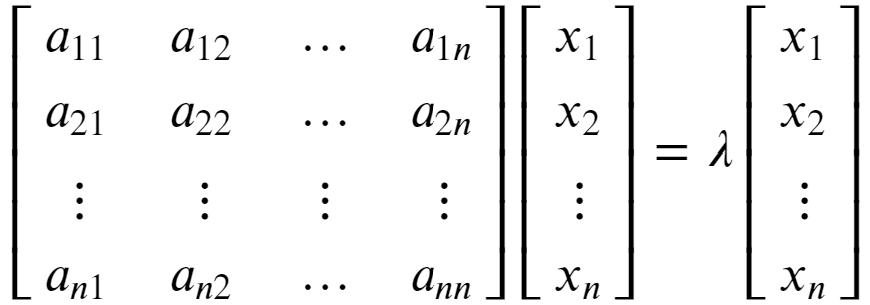 a₁₁ a₁₂ … a₁ₙ x₁ x₁
a₂₁ a₂₂ … a₂ₙ x₂ = λ x₂
⋮ ⋮ ⋮ ⋮ ⋮ ⋮
aₙ₁ aₙ₂ … aₙₙ xₙ xₙ